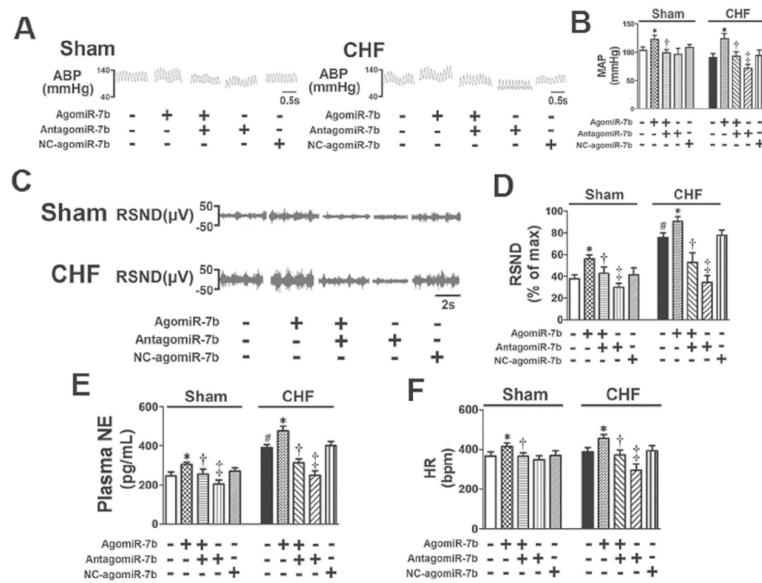 A
Sham
ABP
(mmHg)
140
40
0.5s
AgomiR-7b - + + - -
Antagomir-7b - - + + -
NC-agomiR-7b - - - - +
CHF
ABP
(mmHg)
140
40
0.5s
AgomiR-7b - + + - -
Antagomir-7b - - + + -
NC-agomiR-7b - - - - +
B
Sham CHF
MAP
(mmHg)
150
100
50
0
* † * † ‡
AgomiR-7b - + + - - - + + - -
Antagomir-7b - - + + - - - + + -
NC-agomiR-7b - - - - + - - - - +
C
Sham RSND(µV)
50
-50
CHF RSND(µV)
50
-50
2s
AgomiR-7b - + + - -
Antagomir-7b - - + + -
NC-agomiR-7b - - - - +
D
Sham CHF
RSND
(% of max)
100
80
60
40
20
0
* † ‡ # * † ‡
AgomiR-7b - + + - - - + + - -
Antagomir-7b - - + + - - - + + -
NC-agomiR-7b - - - - + - - - - +
E
Sham CHF
Plasma NE
(pg/mL)
600
400
200
0
* † ‡ # * † ‡
AgomiR-7b - + + - - - + + - -
Antagomir-7b - - + + - - - + + -
NC-agomiR-7b - - - - + - - - - +
F
Sham CHF
HR
(bpm)
600
400
200
0
* † * † ‡
AgomiR-7b - + + - - - + + - -
Antagomir-7b - - + + - - - + + -
NC-agomiR-7b - - - - + - - - - +